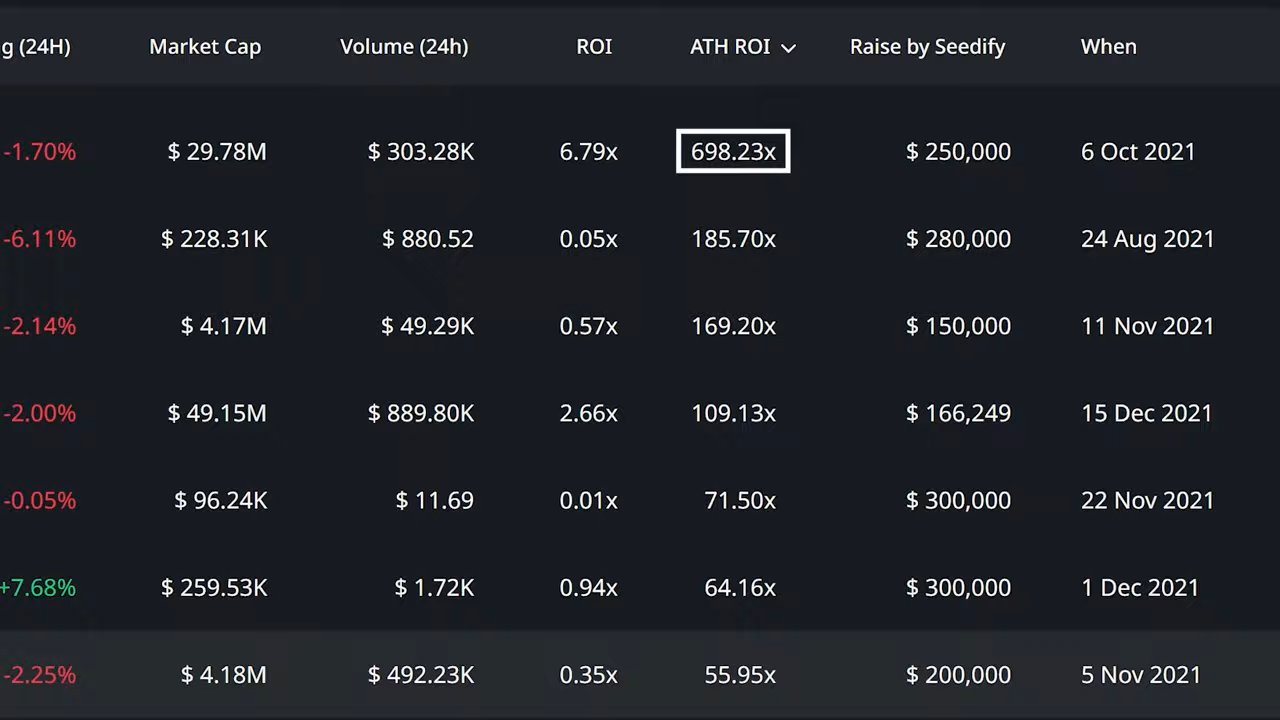 g (24H) Market Cap Volume (24h) ROI ATH ROI Raise by Seedify When
-1.70% $ 29.78M $ 303.28K 6.79x 698.23x $ 250,000 6 Oct 2021
-6.11% $ 228.31K $ 880.52 0.05x 185.70x $ 280,000 24 Aug 2021
-2.14% $ 4.17M $ 49.29K 0.57x 169.20x $ 150,000 11 Nov 2021
-2.00% $ 49.15M $ 889.80K 2.66x 109.13x $ 166,249 15 Dec 2021
-0.05% $ 96.24K $ 11.69 0.01x 71.50x $ 300,000 22 Nov 2021
+7.68% $ 259.53K $ 1.72K 0.94x 64.16x $ 300,000 1 Dec 2021
-2.25% $ 4.18M $ 492.23K 0.35x 55.95x $ 200,000 5 Nov 2021